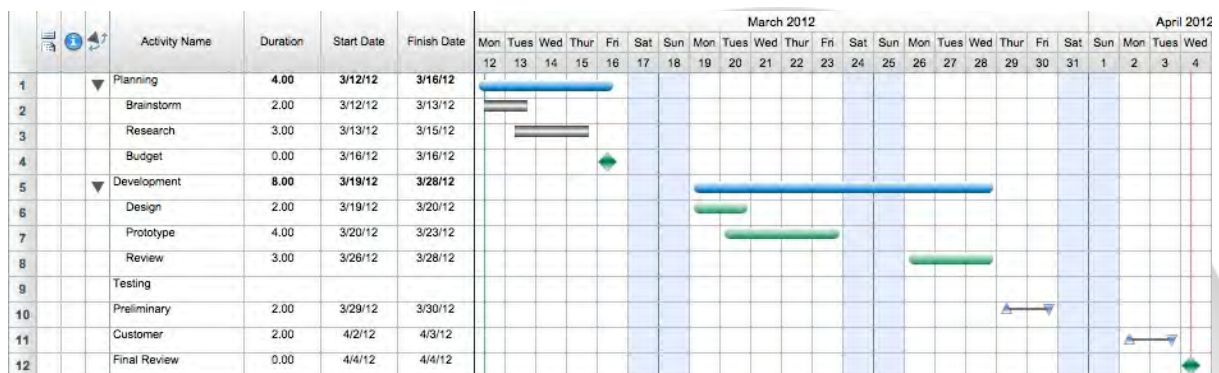 March 2012 April 2012
Activity Name Duration Start Date Finish Date Mon Tues Wed Thur Fri Sat Sun Mon Tues Wed Thur Fri Sat Sun Mon Tues Wed Thur Fri Sat Sun Mon Tues Wed
12 13 14 15 16 17 18 19 20 21 22 23 24 25 26 27 28 29 30 31 1 2 3 4
1 Planning 4.00 3/12/12 3/16/12
2 Brainstorm 2.00 3/12/12 3/13/12
3 Research 3.00 3/13/12 3/15/12
4 Budget 0.00 3/16/12 3/16/12
5 Development 8.00 3/19/12 3/28/12
6 Design 2.00 3/19/12 3/20/12
7 Prototype 4.00 3/20/12 3/23/12
8 Review 3.00 3/26/12 3/28/12
9 Testing
10 Preliminary 2.00 3/29/12 3/30/12
11 Customer 2.00 4/2/12 4/3/12
12 Final Review 0.00 4/4/12 4/4/12